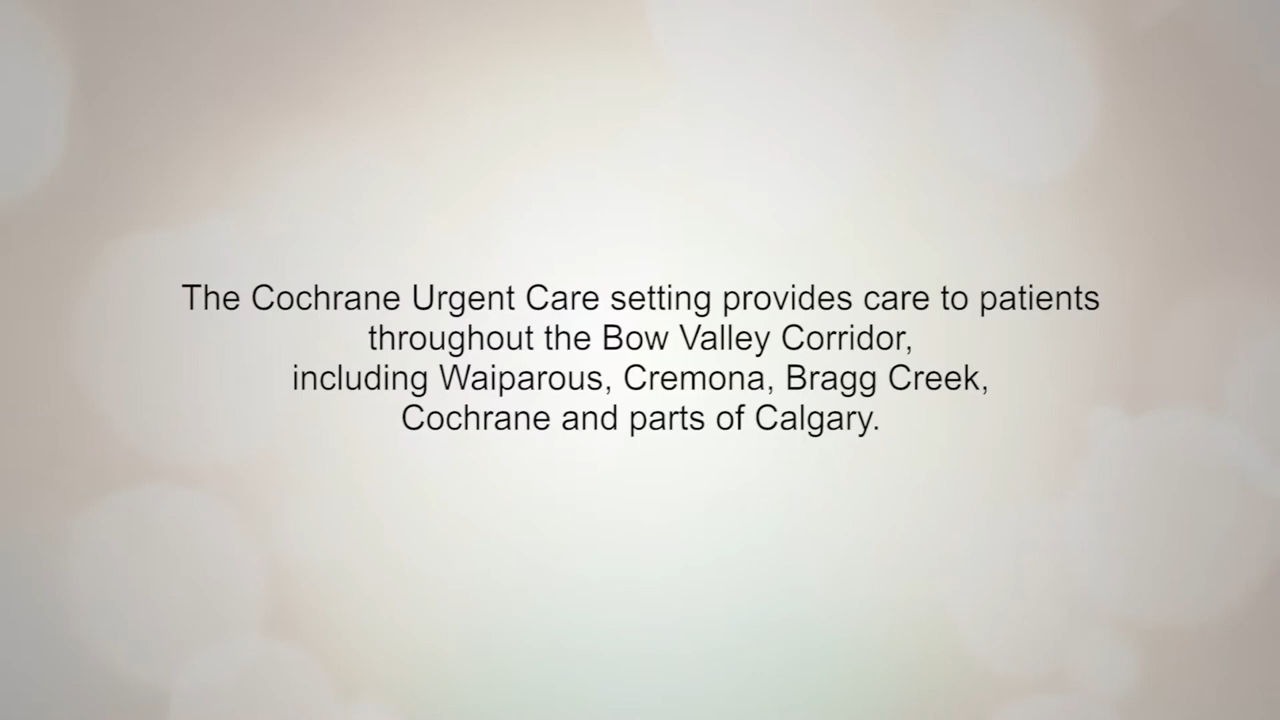 The Cochrane Urgent Care setting provides care to patients
throughout the Bow Valley Corridor,
including Waiparous, Cremona, Bragg Creek,
Cochrane and parts of Calgary.